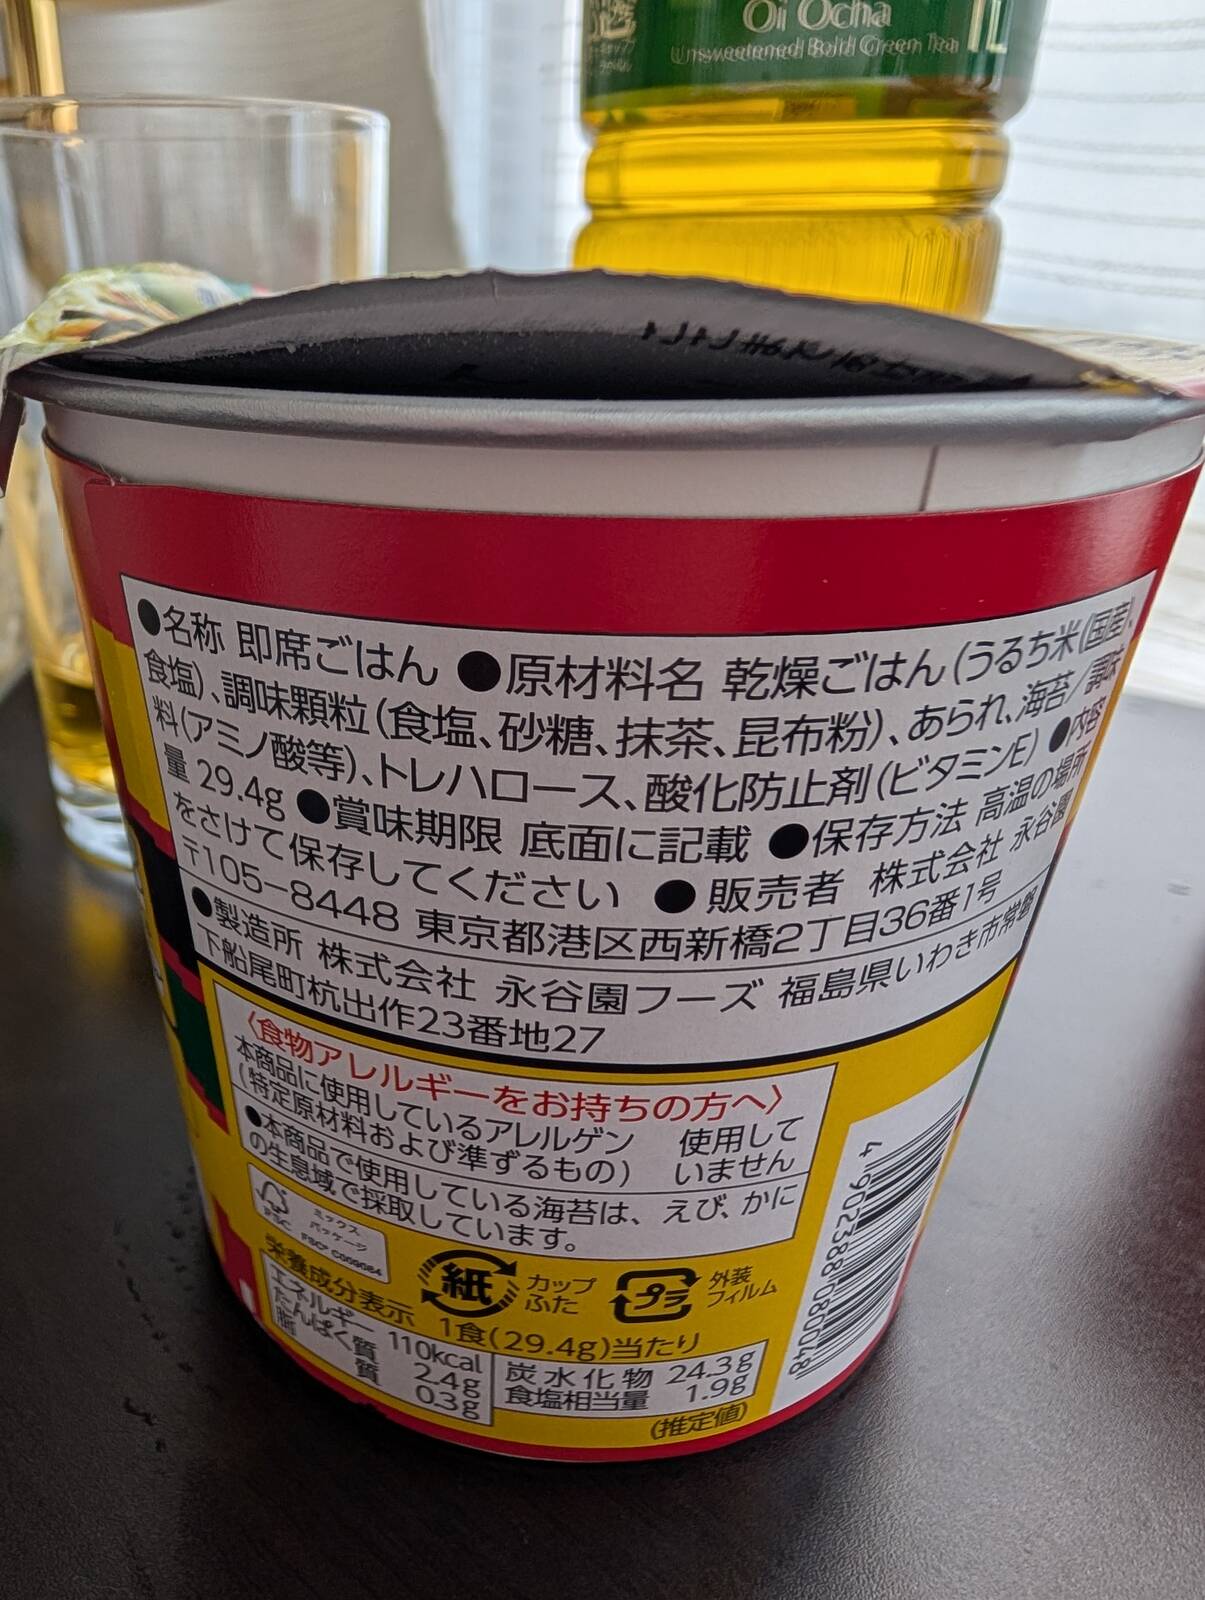 Oi Ocha
Unsweetened Bold Green Tea 1L
●名称 即席ごはん ●原材料名 乾燥ごはん(うるち米(国産)、
食塩)、調味顆粒(食塩、砂糖、抹茶、昆布粉)、あられ、海苔/調味
料(アミノ酸等)、トレハロース、酸化防止剤(ビタミンE) ●内容
量 29.4g ●賞味期限 底面に記載 ●保存方法 高温の場所
をさけて保存してください ●販売者 株式会社 永谷園
〒105-8448 東京都港区西新橋2丁目36番1号
●製造所 株式会社 永谷園フーズ 福島県いわき市常磐
下船尾町杭出作23番地27
〈食物アレルギーをお持ちの方へ〉
本商品に使用しているアレルゲン
(特定原材料および準ずるもの)
使用して
いません
●本商品で使用している海苔は、えび、かに
の生息域で採取しています。
FSC
ミックス
パッケージ
FSC® C009084
紙
カップ
ふた
プラ
外装
フィルム
栄養成分表示 1食(29.4g)当たり
エネルギー 110kcal
たんぱく質 2.4g
脂質 0.3g
炭水化物 24.3g
食塩相当量 1.9g
(推定値)
4 902388 080048